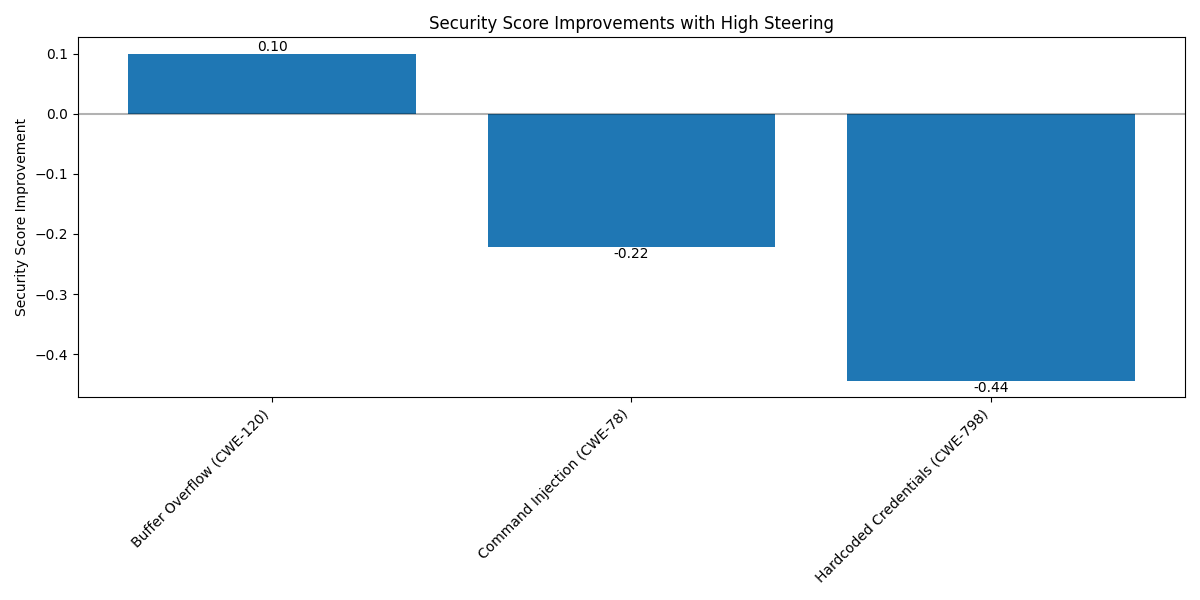 Security Score Improvements with High Steering
Security Score Improvement
0.1
0.0
−0.1
−0.2
−0.3
−0.4
0.10
-0.22
-0.44
Buffer Overflow (CWE-120)
Command Injection (CWE-78)
Hardcoded Credentials (CWE-798)